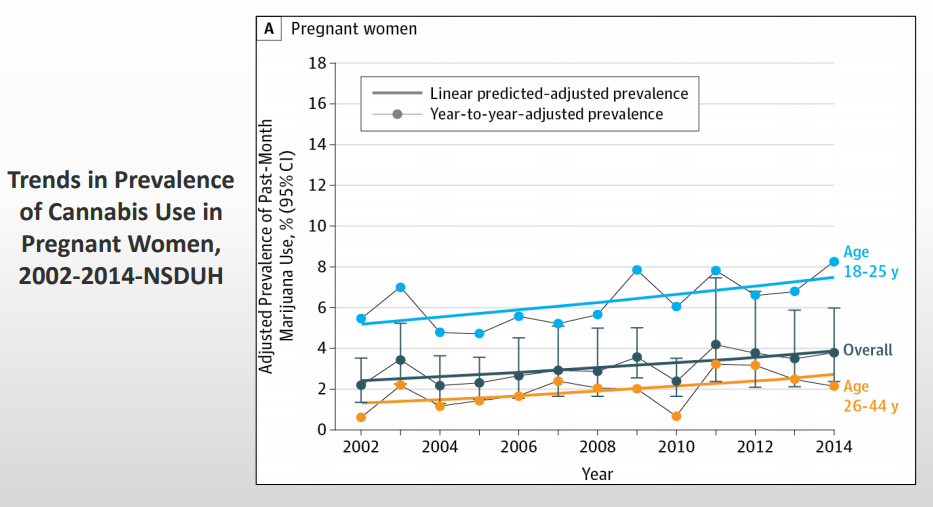 Trends in Prevalence
of Cannabis Use in
Pregnant Women,
2002-2014-NSDUH
A Pregnant women
Adjusted Prevalence of Past-Month
Marijuana Use, % (95% CI)
18
16
14
12
10
8
6
4
2
0
Linear predicted-adjusted prevalence
Year-to-year-adjusted prevalence
Age
18-25 y
Overall
Age
26-44 y
2002 2004 2006 2008 2010 2012 2014
Year